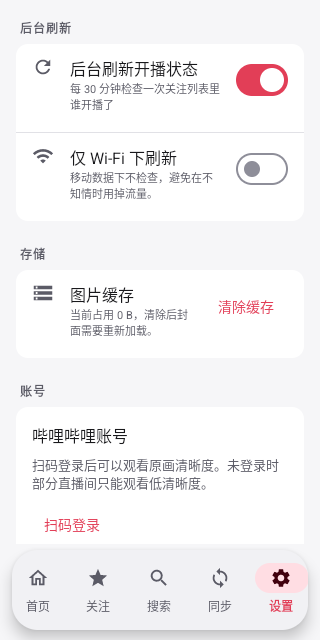 后台刷新
后台刷新开播状态
每 30 分钟检查一次关注列表里
谁开播了
仅 Wi-Fi 下刷新
移动数据下不检查，避免在不
知情时用掉流量。
存储
图片缓存
当前占用 0 B，清除后封
面需要重新加载。
清除缓存
账号
哔哩哔哩账号
扫码登录后可以观看原画清晰度。未登录时
部分直播间只能观看低清晰度。
扫码登录
首页
关注
搜索
同步
设置